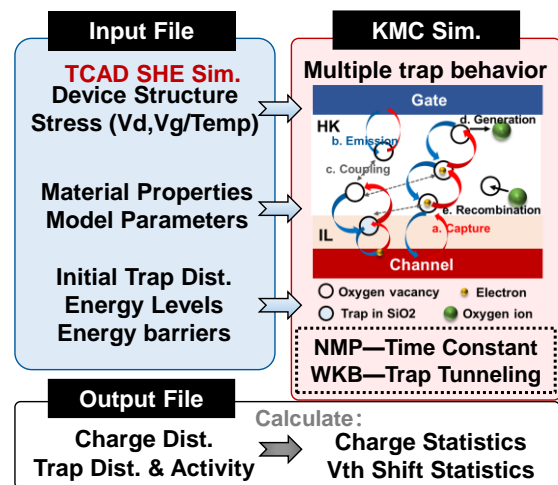 Input File
TCAD SHE Sim.
Device Structure
Stress (Vd,Vg/Temp)
Material Properties
Model Parameters
Initial Trap Dist.
Energy Levels
Energy barriers
KMC Sim.
Multiple trap behavior
Gate
HK
d. Generation
b. Emission
c. Coupling
e. Recombination
a. Capture
IL
Channel
Oxygen vacancy
Electron
Trap in SiO2
Oxygen ion
NMP—Time Constant
WKB—Trap Tunneling
Output File
Calculate:
Charge Dist.
Trap Dist. & Activity
Charge Statistics
Vth Shift Statistics